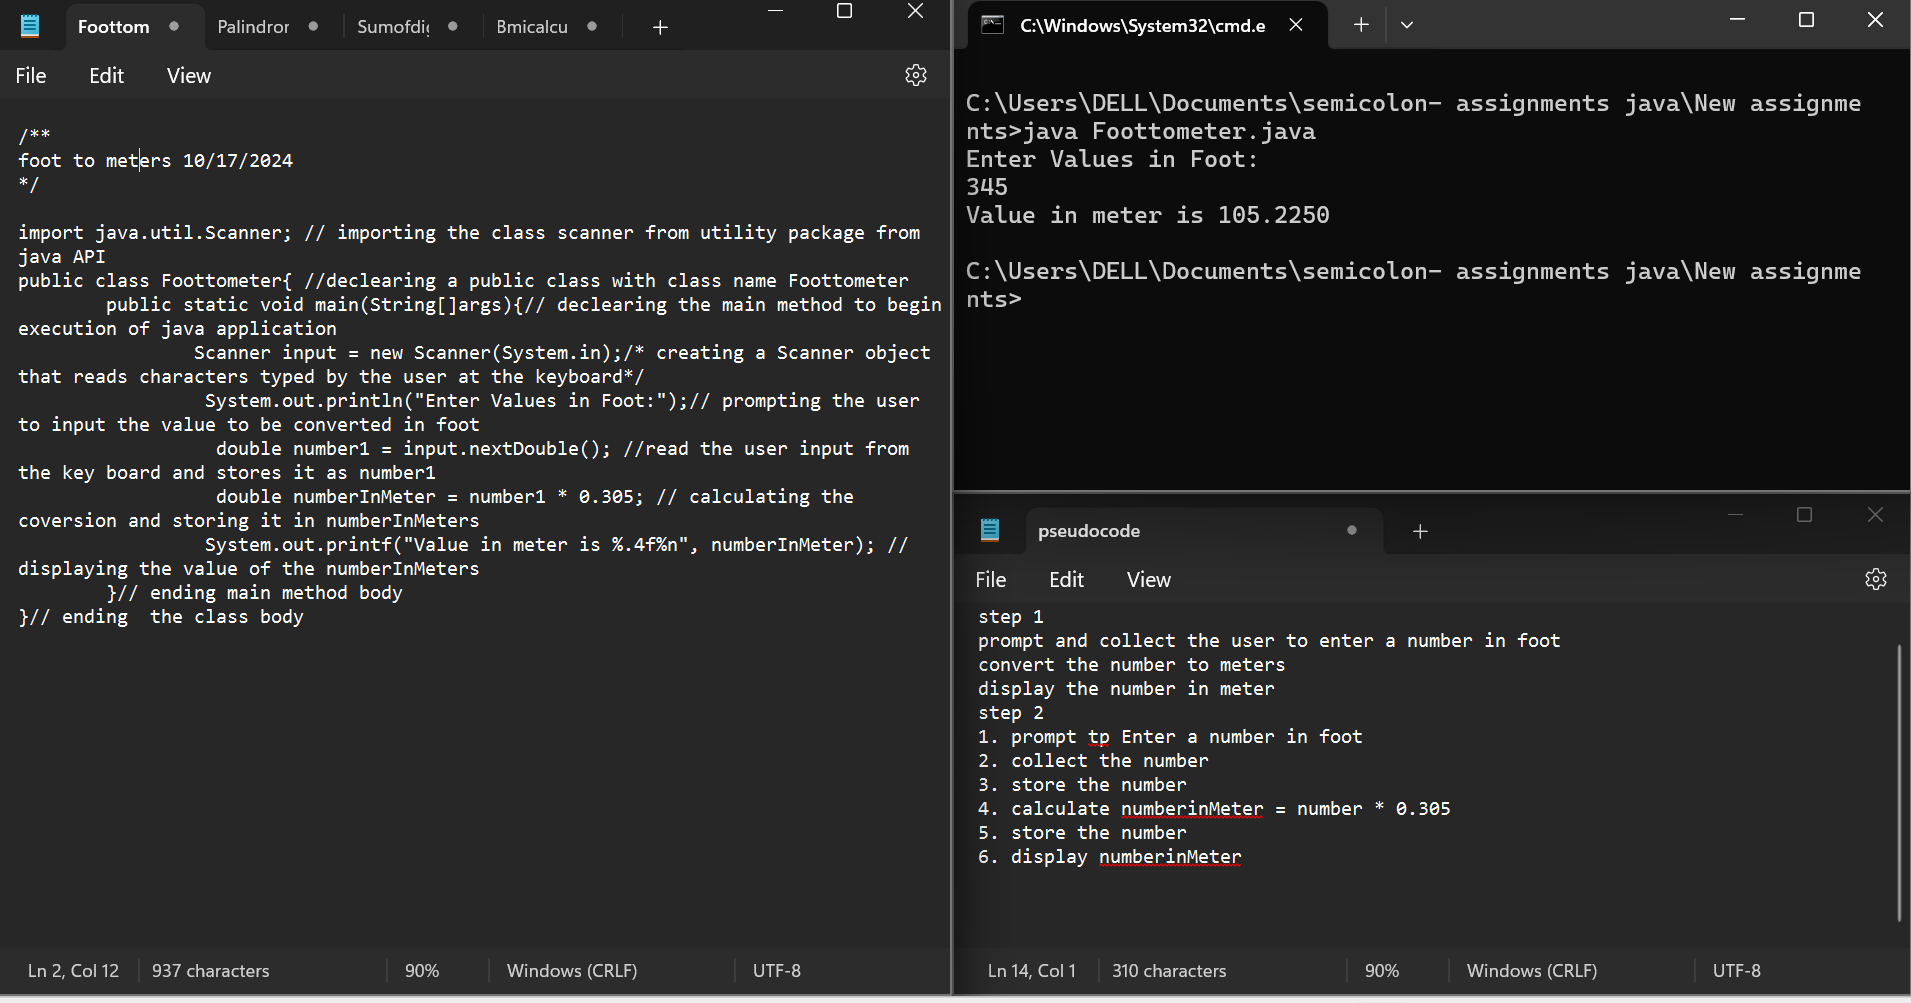 Foottom
Palindror
Sumofdi
Bmicalcu
File Edit View
/**
foot to meters 10/17/2024
*/
import java.util.Scanner; // importing the class scanner from utility package from
java API
public class Foottometer{ //declearing a public class with class name Foottometer
public static void main(String[]args){// declearing the main method to begin
execution of java application
Scanner input = new Scanner(System.in);/* creating a Scanner object
that reads characters typed by the user at the keyboard*/
System.out.println("Enter Values in Foot:");// prompting the user
to input the value to be converted in foot
double number1 = input.nextDouble(); //read the user input from
the key board and stores it as number1
double numberInMeter = number1 * 0.305; // calculating the
coversion and storing it in numberInMeters
System.out.printf("Value in meter is %.4f%n", numberInMeter); //
displaying the value of the numberInMeters
}// ending main method body
}// ending  the class body
Ln 2, Col 12 937 characters 90% Windows (CRLF) UTF-8
C:\Windows\System32\cmd.e
C:\Users\DELL\Documents\semicolon- assignments java\New assignme
nts>java Foottometer.java
Enter Values in Foot:
345
Value in meter is 105.2250
C:\Users\DELL\Documents\semicolon- assignments java\New assignme
nts>
pseudocode
File Edit View
step 1
prompt and collect the user to enter a number in foot
convert the number to meters
display the number in meter
step 2
1. prompt tp Enter a number in foot
2. collect the number
3. store the number
4. calculate numberinMeter = number * 0.305
5. store the number
6. display numberinMeter
Ln 14, Col 1 310 characters 90% Windows (CRLF) UTF-8